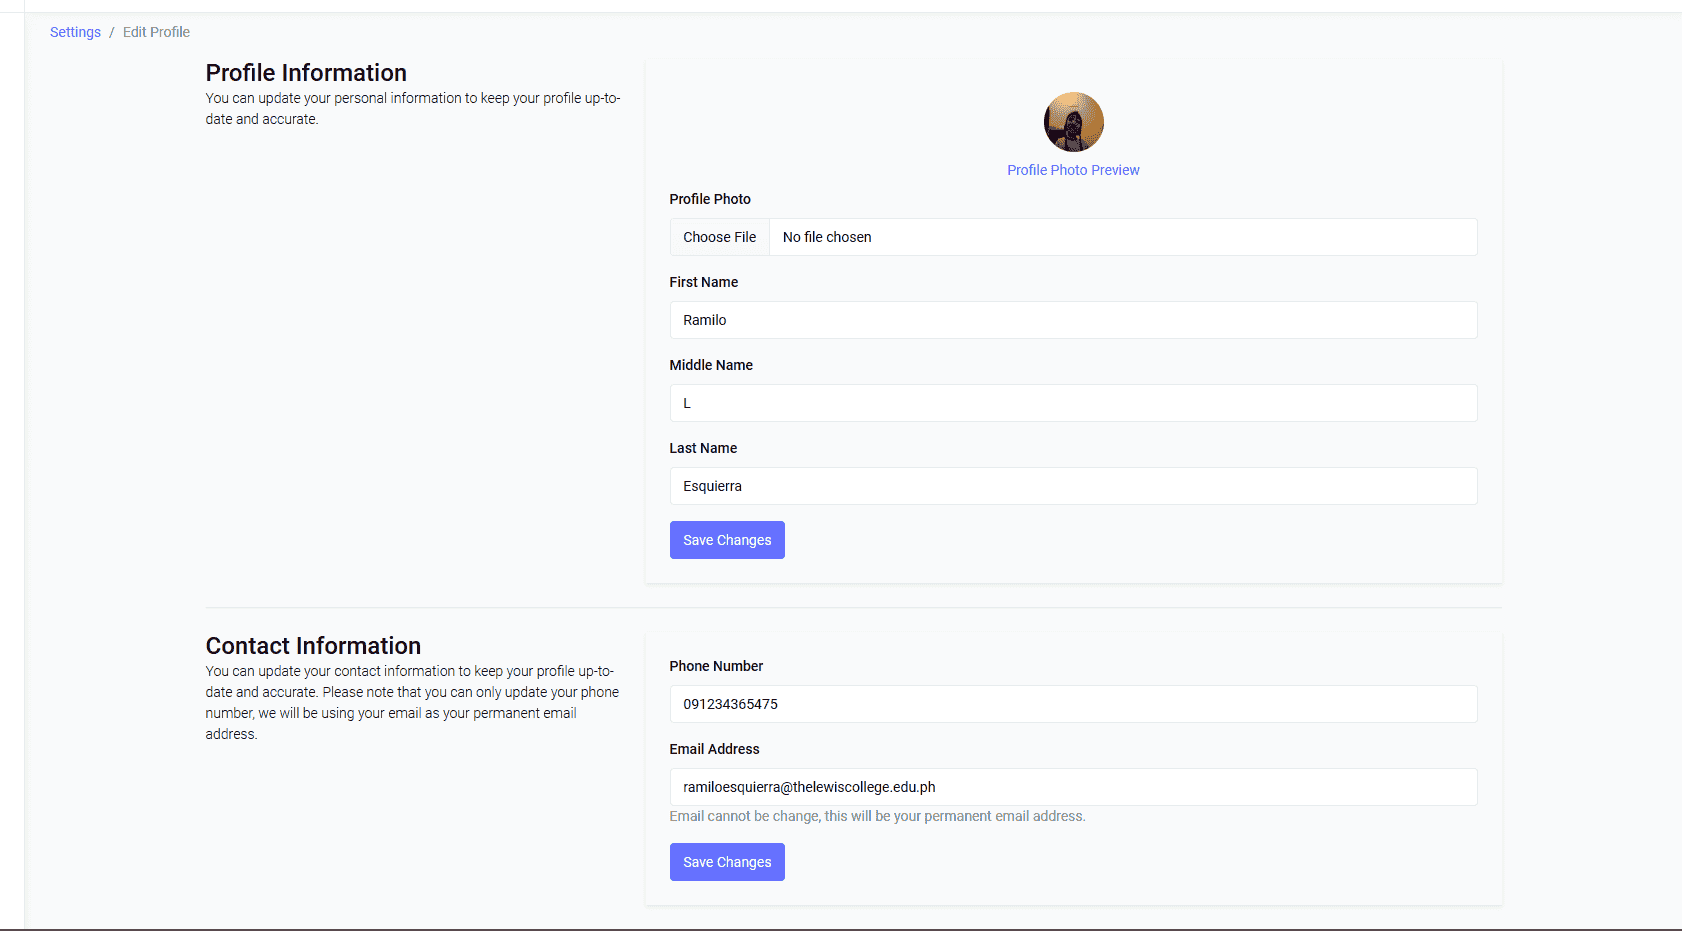 Settings / Edit Profile
Profile Information
You can update your personal information to keep your profile up-to-
date and accurate.
Profile Photo Preview
Profile Photo
Choose File No file chosen
First Name
Ramilo
Middle Name
L
Last Name
Esquierra
Save Changes
Contact Information
You can update your contact information to keep your profile up-to-
date and accurate. Please note that you can only update your phone
number, we will be using your email as your permanent email
address.
Phone Number
091234365475
Email Address
ramiloesquierra@thelewiscollege.edu.ph
Email cannot be change, this will be your permanent email address.
Save Changes